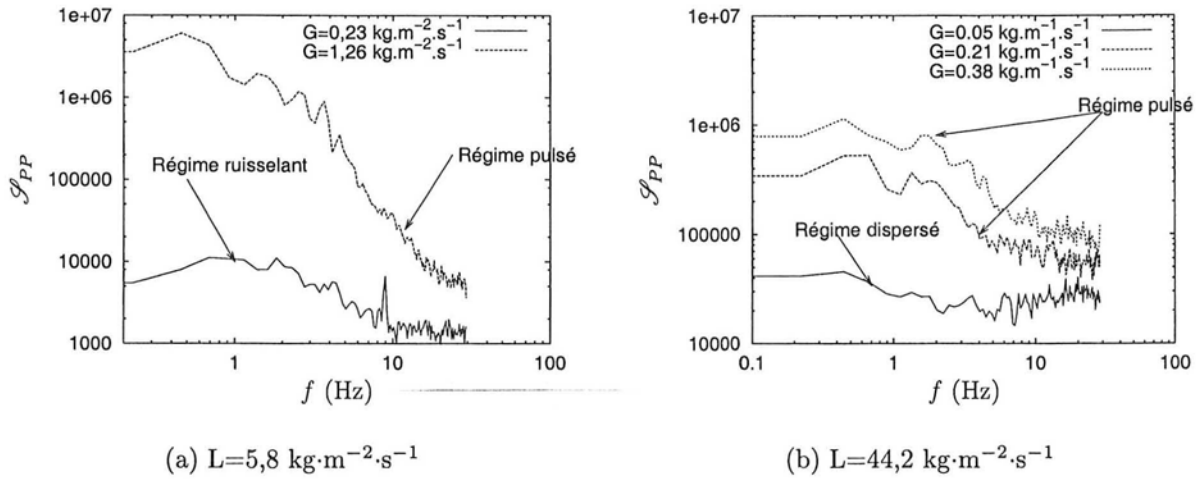 1e+07
1e+06
100000
10000
1000
1
10
100
𝒮PP
f (Hz)
G=0,23 kg.m⁻².s⁻¹
G=1,26 kg.m⁻².s⁻¹
Régime ruisselant
Régime pulsé
(a) L=5,8 kg·m⁻²·s⁻¹
1e+07
1e+06
100000
10000
0.1
1
10
100
𝒮PP
f (Hz)
G=0.05 kg.m⁻¹.s⁻¹
G=0.21 kg.m⁻¹.s⁻¹
G=0.38 kg.m⁻¹.s⁻¹
Régime pulsé
Régime dispersé
(b) L=44,2 kg·m⁻²·s⁻¹